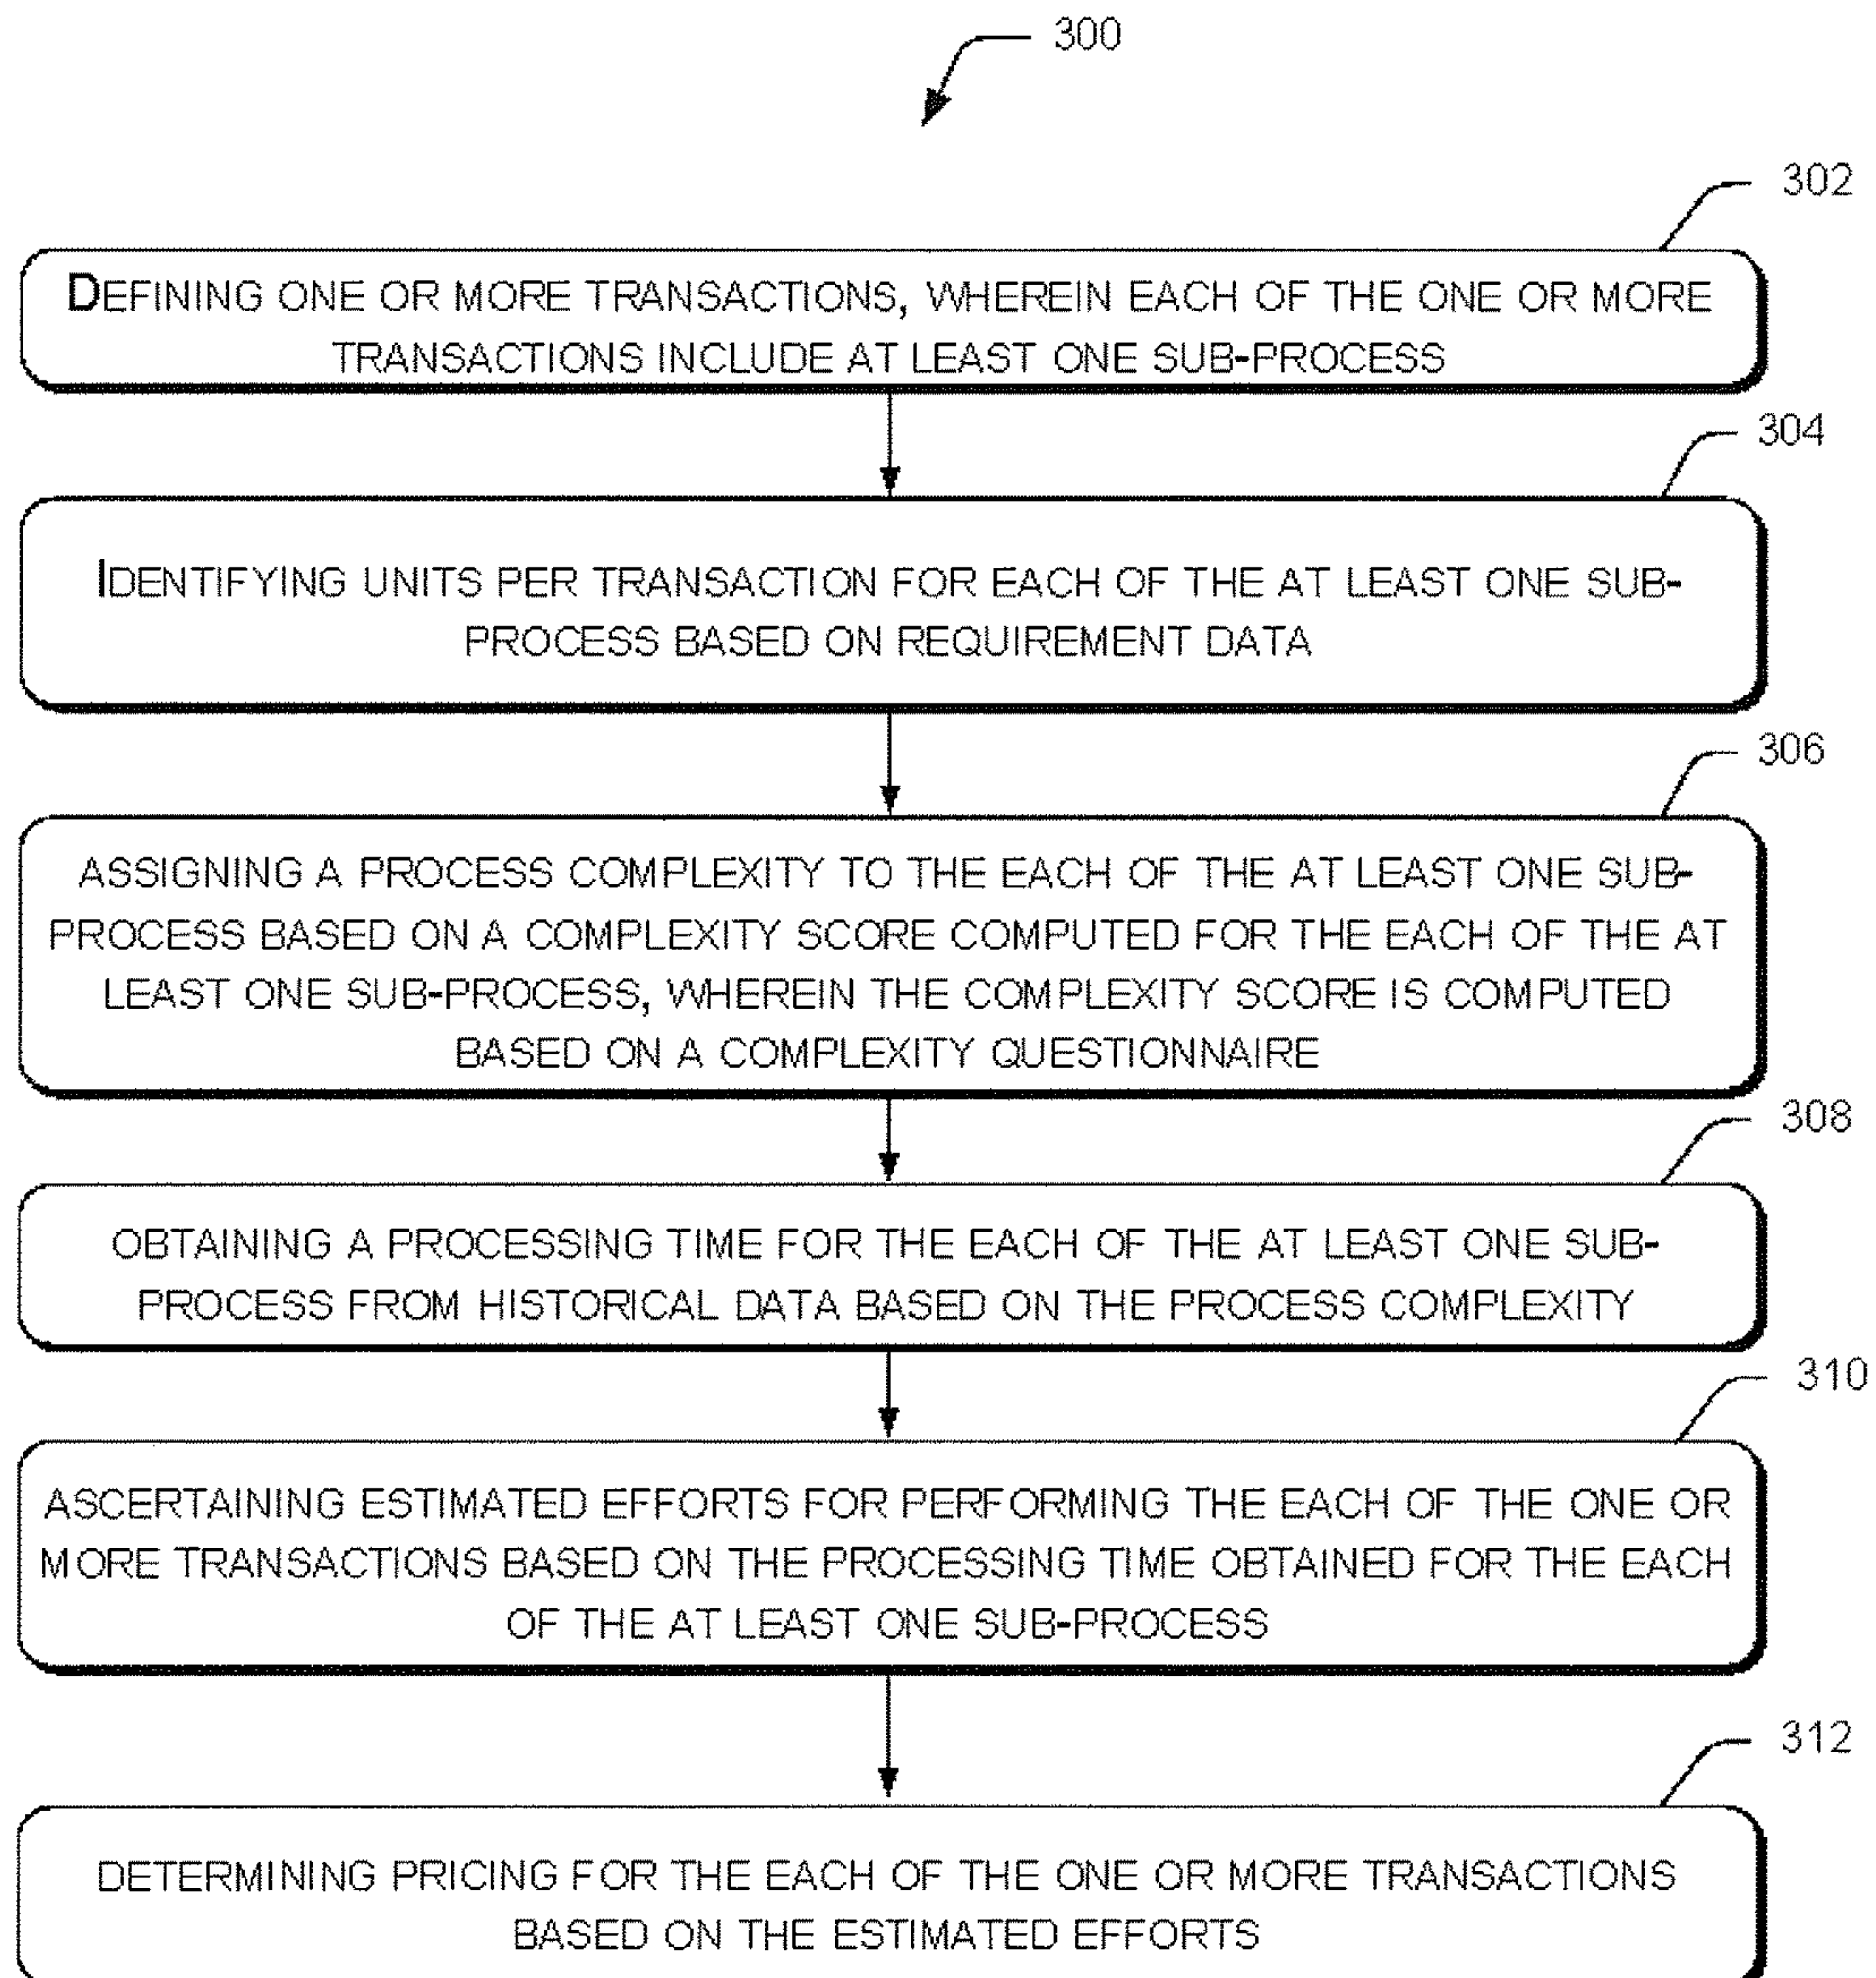 300
302
DEFINING ONE OR MORE TRANSACTIONS, WHEREIN EACH OF THE ONE OR MORE
TRANSACTIONS INCLUDE AT LEAST ONE SUB-PROCESS
304
IDENTIFYING UNITS PER TRANSACTION FOR EACH OF THE AT LEAST ONE SUB-
PROCESS BASED ON REQUIREMENT DATA
306
ASSIGNING A PROCESS COMPLEXITY TO THE EACH OF THE AT LEAST ONE SUB-
PROCESS BASED ON A COMPLEXITY SCORE COMPUTED FOR THE EACH OF THE AT
LEAST ONE SUB-PROCESS, WHEREIN THE COMPLEXITY SCORE IS COMPUTED
BASED ON A COMPLEXITY QUESTIONNAIRE
308
OBTAINING A PROCESSING TIME FOR THE EACH OF THE AT LEAST ONE SUB-
PROCESS FROM HISTORICAL DATA BASED ON THE PROCESS COMPLEXITY
310
ASCERTAINING ESTIMATED EFFORTS FOR PERFORMING THE EACH OF THE ONE OR
MORE TRANSACTIONS BASED ON THE PROCESSING TIME OBTAINED FOR THE EACH
OF THE AT LEAST ONE SUB-PROCESS
312
DETERMINING PRICING FOR THE EACH OF THE ONE OR MORE TRANSACTIONS
BASED ON THE ESTIMATED EFFORTS